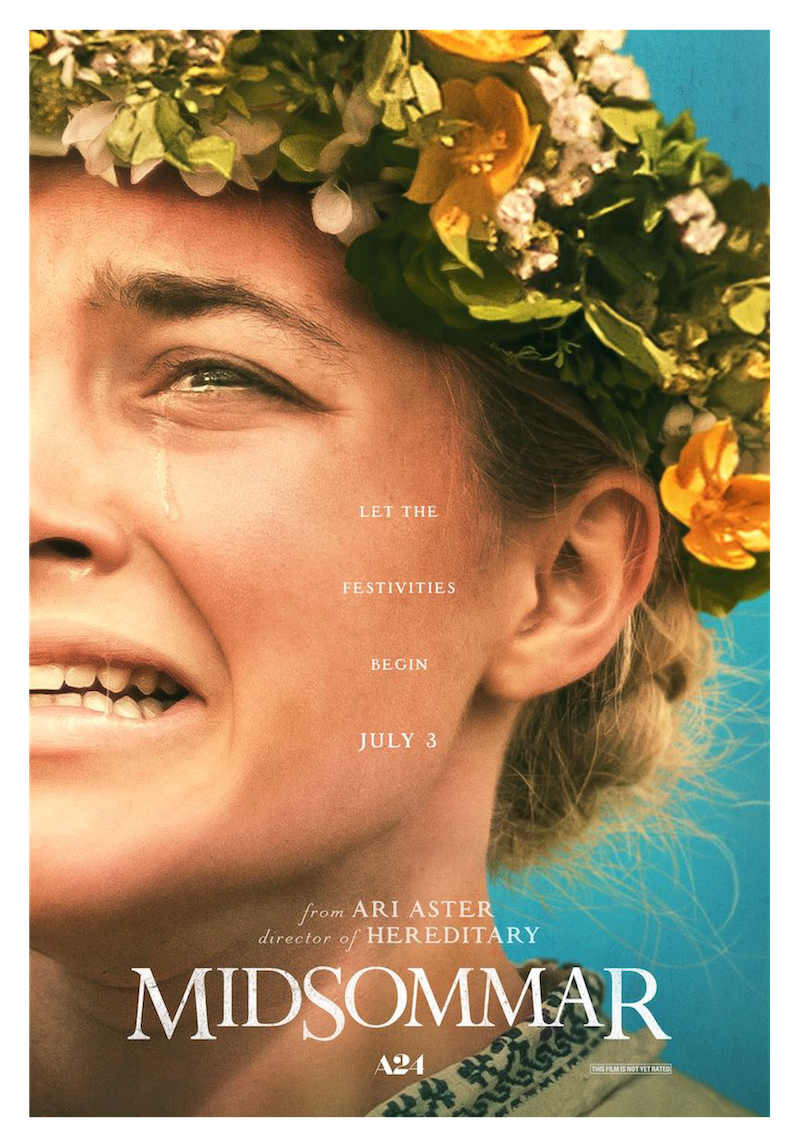 LET THE
FESTIVITIES
BEGIN
JULY 3
from ARI ASTER
director of HEREDITARY
MIDSOMMAR
A24
THIS FILM IS NOT YET RATED